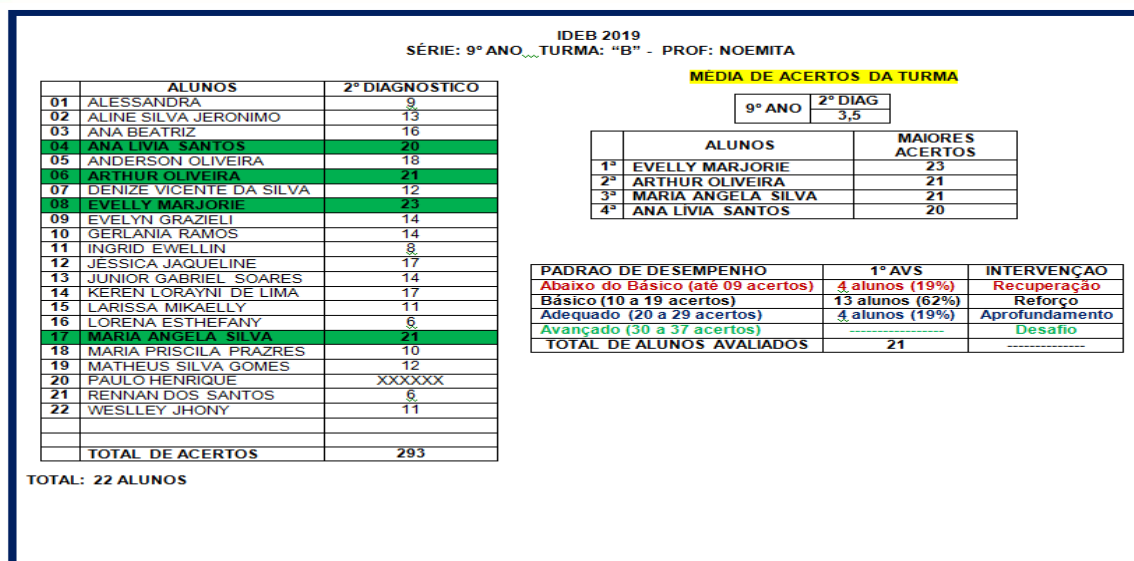 IDEB 2019
SÉRIE: 9º ANO TURMA: “B” - PROF: NOEMITA
ALUNOS 2º DIAGNOSTICO
01 ALESSANDRA 9
02 ALINE SILVA JERONIMO 13
03 ANA BEATRIZ 16
04 ANA LIVIA SANTOS 20
05 ANDERSON OLIVEIRA 18
06 ARTHUR OLIVEIRA 21
07 DENIZE VICENTE DA SILVA 12
08 EVELLY MARJORIE 23
09 EVELYN GRAZIELI 14
10 GERLANIA RAMOS 14
11 INGRID EWELLIN 8
12 JÉSSICA JAQUELINE 17
13 JUNIOR GABRIEL SOARES 14
14 KEREN LORAYNI DE LIMA 17
15 LARISSA MIKAELLY 11
16 LORENA ESTHEFANY 6
17 MARIA ANGELA SILVA 21
18 MARIA PRISCILA PRAZRES 10
19 MATHEUS SILVA GOMES 12
20 PAULO HENRIQUE XXXXXX
21 RENNAN DOS SANTOS 6
22 WESLLEY JHONY 11
TOTAL DE ACERTOS 293
TOTAL: 22 ALUNOS
MÉDIA DE ACERTOS DA TURMA
9º ANO 2º DIAG
3,5
ALUNOS MAIORES
ACERTOS
1ª EVELLY MARJORIE 23
2ª ARTHUR OLIVEIRA 21
3ª MARIA ANGELA SILVA 21
4ª ANA LÍVIA SANTOS 20
PADRAO DE DESEMPENHO 1º AVS INTERVENÇAO
Abaixo do Básico (até 09 acertos) 4 alunos (19%) Recuperação
Básico (10 a 19 acertos) 13 alunos (62%) Reforço
Adequado (20 a 29 acertos) 4 alunos (19%) Aprofundamento
Avançado (30 a 37 acertos) ----------------- Desafio
TOTAL DE ALUNOS AVALIADOS 21 --------------